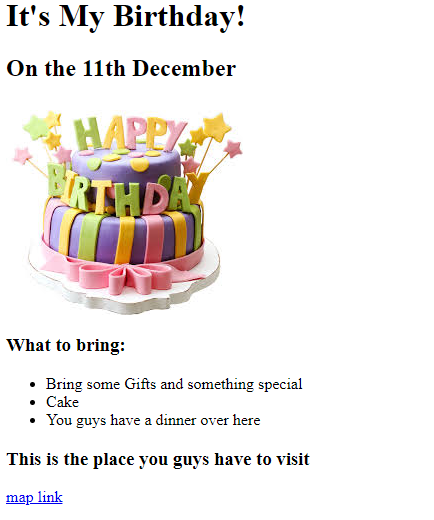 It's My Birthday!
On the 11th December
HAPPY
BIRTHDAY
What to bring:
Bring some Gifts and something special
Cake
You guys have a dinner over here
This is the place you guys have to visit
map link